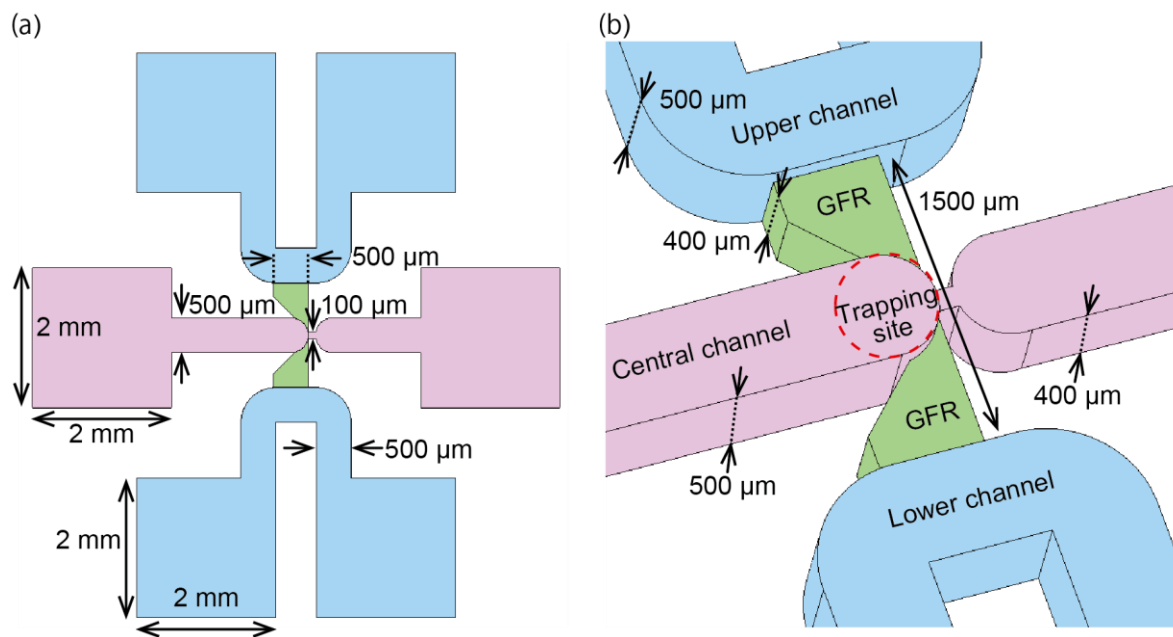 (a)
500 μm
500 μm
100 μm
2 mm
2 mm
500 μm
2 mm
2 mm
(b)
500 μm
Upper channel
GFR
1500 μm
400 μm
Trapping
site
Central channel
400 μm
GFR
500 μm
Lower channel